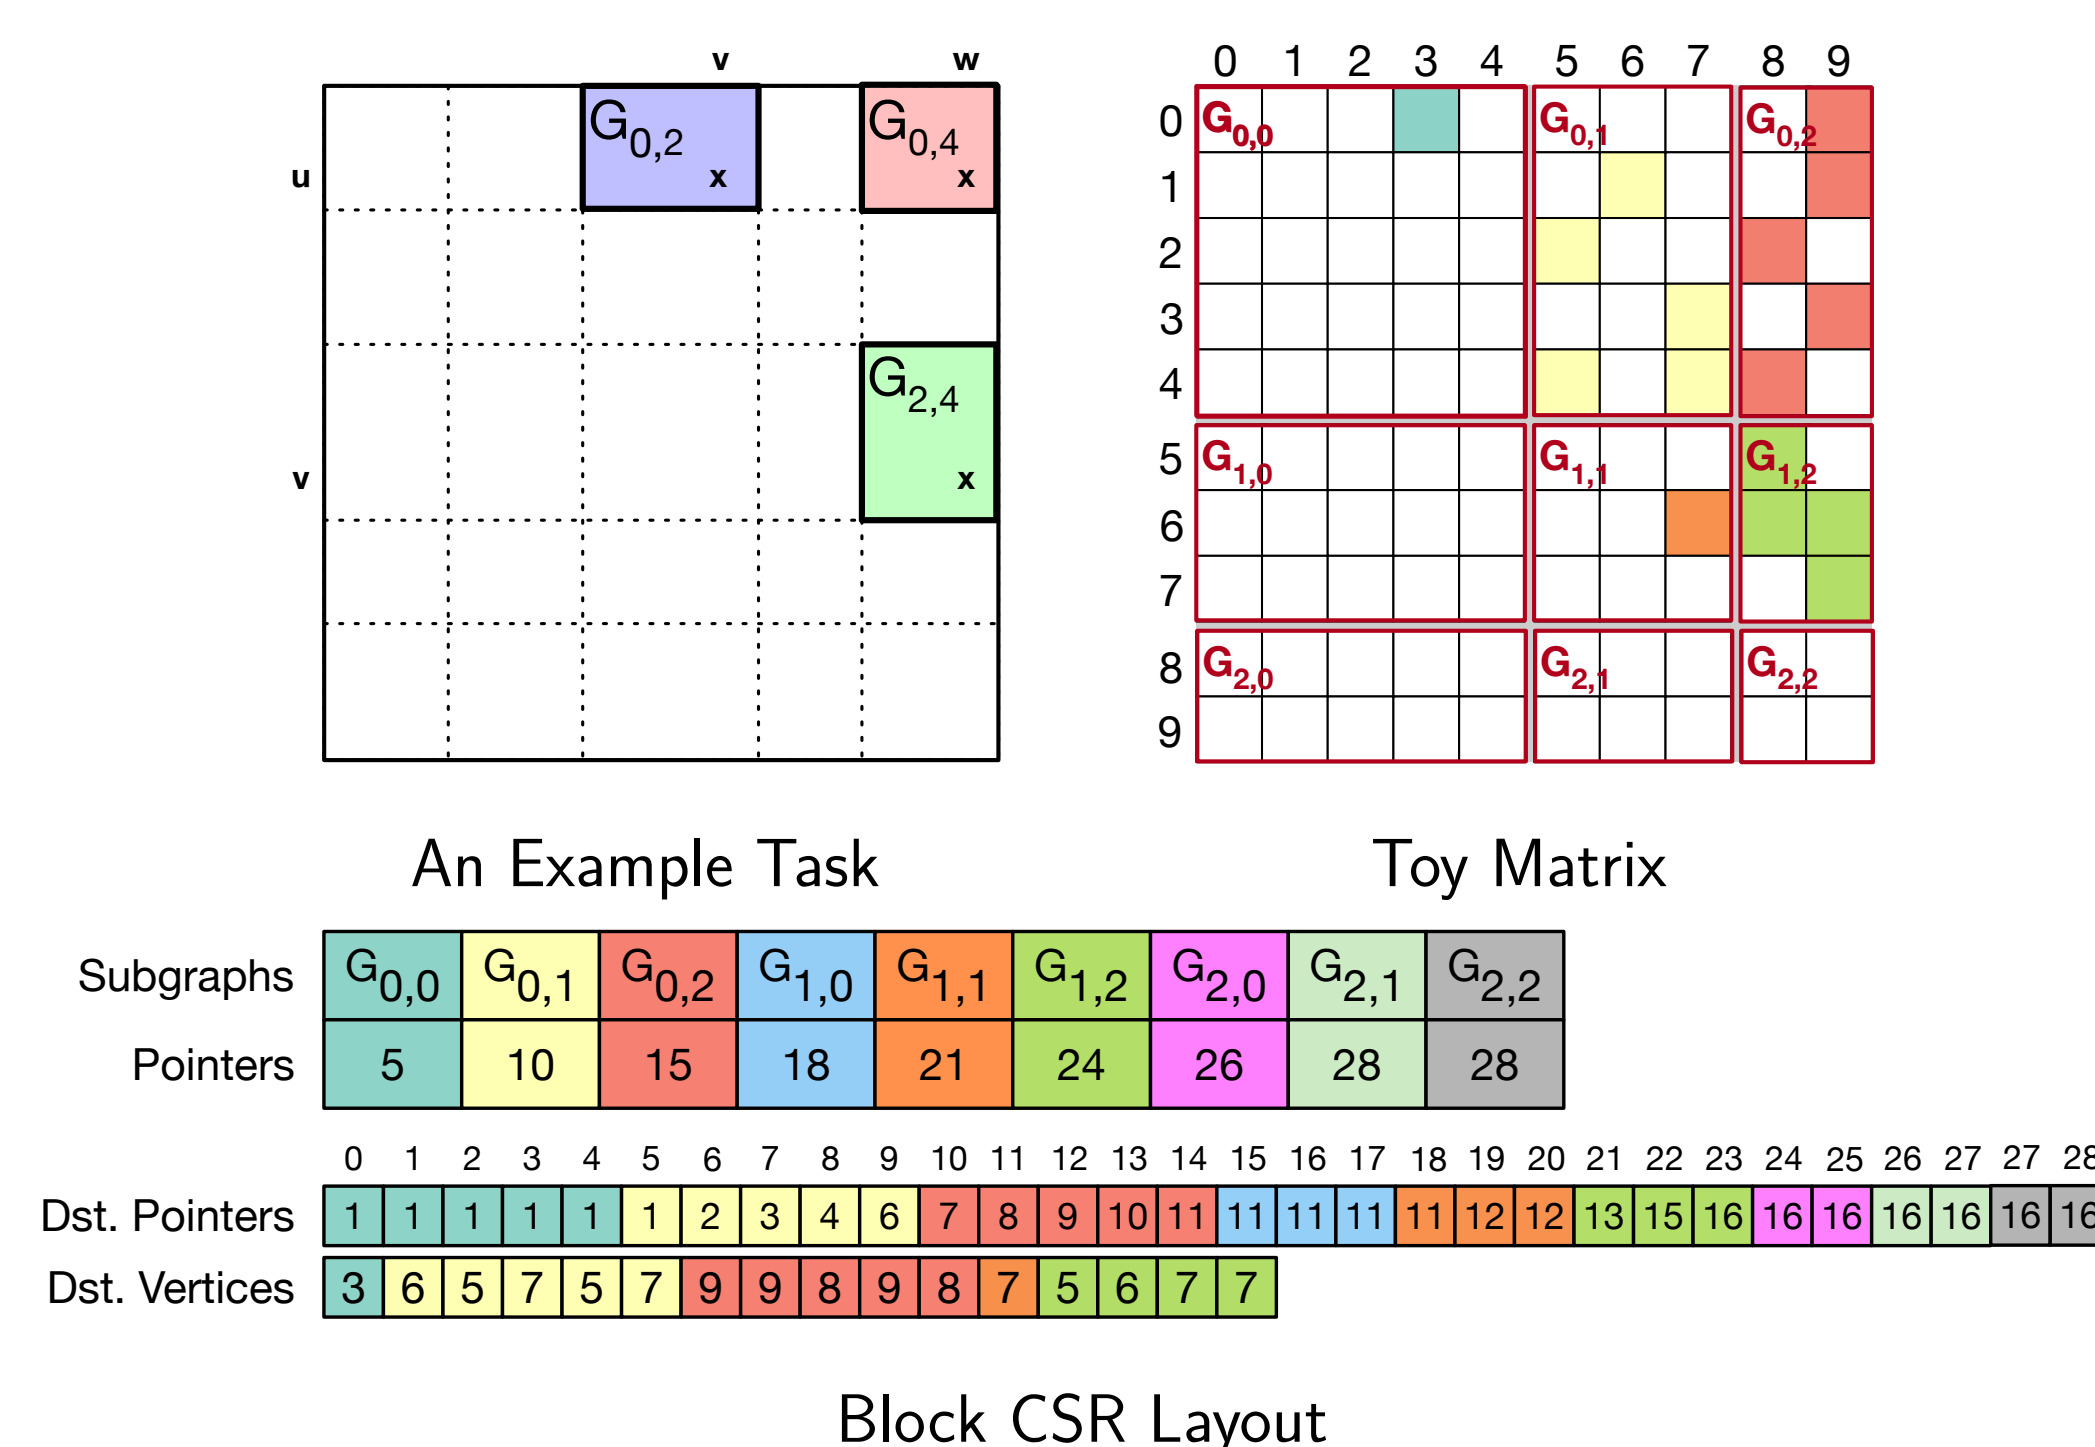 v w
u
G0,2 G0,4
x x
G2,4
v
x
An Example Task
0 1 2 3 4 5 6 7 8 9
0 G0,0 G0,1 G0,2
1
2
3
4
5 G1,0 G1,1 G1,2
6
7
8 G2,0 G2,1 G2,2
9
Toy Matrix
Subgraphs G0,0 G0,1 G0,2 G1,0 G1,1 G1,2 G2,0 G2,1 G2,2
Pointers 5 10 15 18 21 24 26 28 28
0 1 2 3 4 5 6 7 8 9 10 11 12 13 14 15 16 17 18 19 20 21 22 23 24 25 26 27 27 28
Dst. Pointers 1 1 1 1 1 1 2 3 4 6 7 8 9 10 11 11 11 11 11 12 12 13 15 16 16 16 16 16 16 16
Dst. Vertices 3 6 5 7 5 7 9 9 8 9 8 7 5 6 7 7
Block CSR Layout